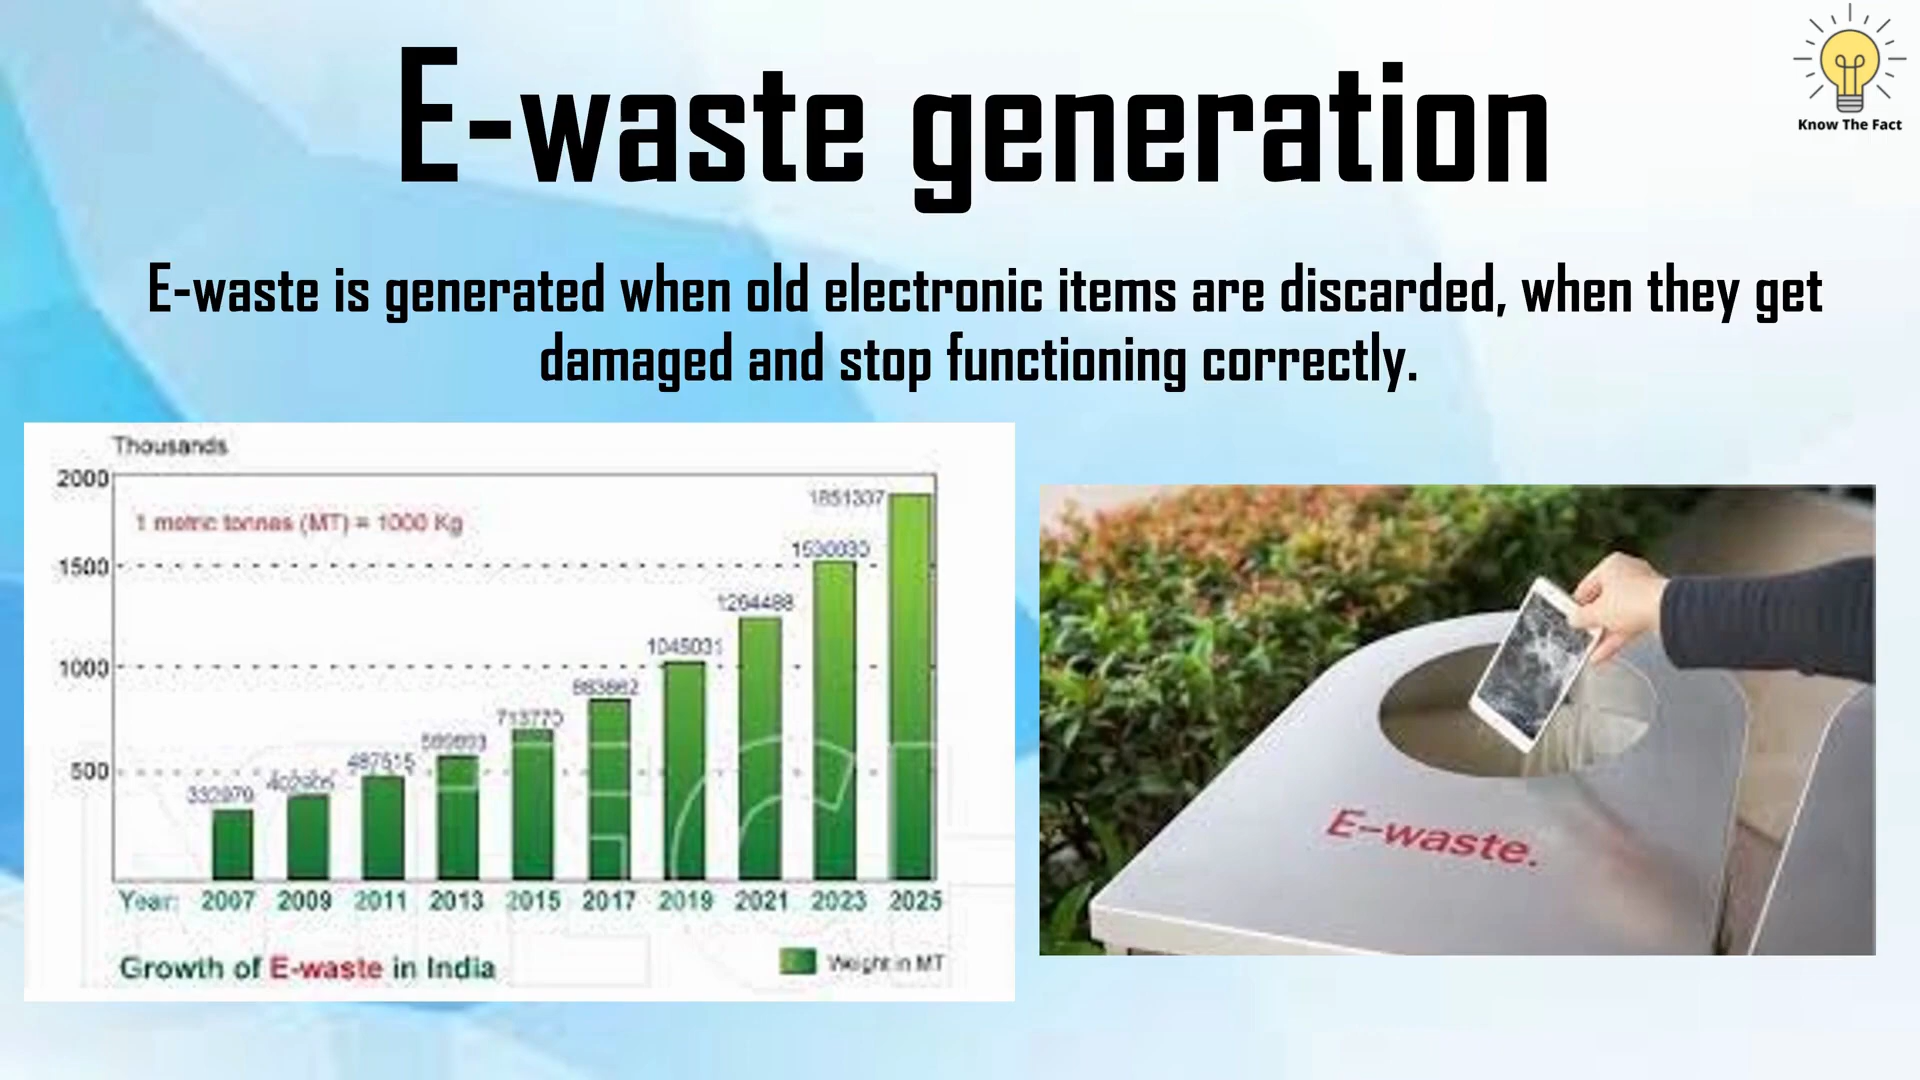 E-waste generation
Know The Fact
E-waste is generated when old electronic items are discarded, when they get
damaged and stop functioning correctly.
Thousands
2000
1 metric tonnes (MT) = 1000 Kg
1851337
1530030
1500
1264488
1045031
1000
713770
487515
500
332979
Year: 2007 2009 2011 2013 2015 2017 2019 2021 2023 2025
Growth of E-waste in India
Weight in MT
E-waste.